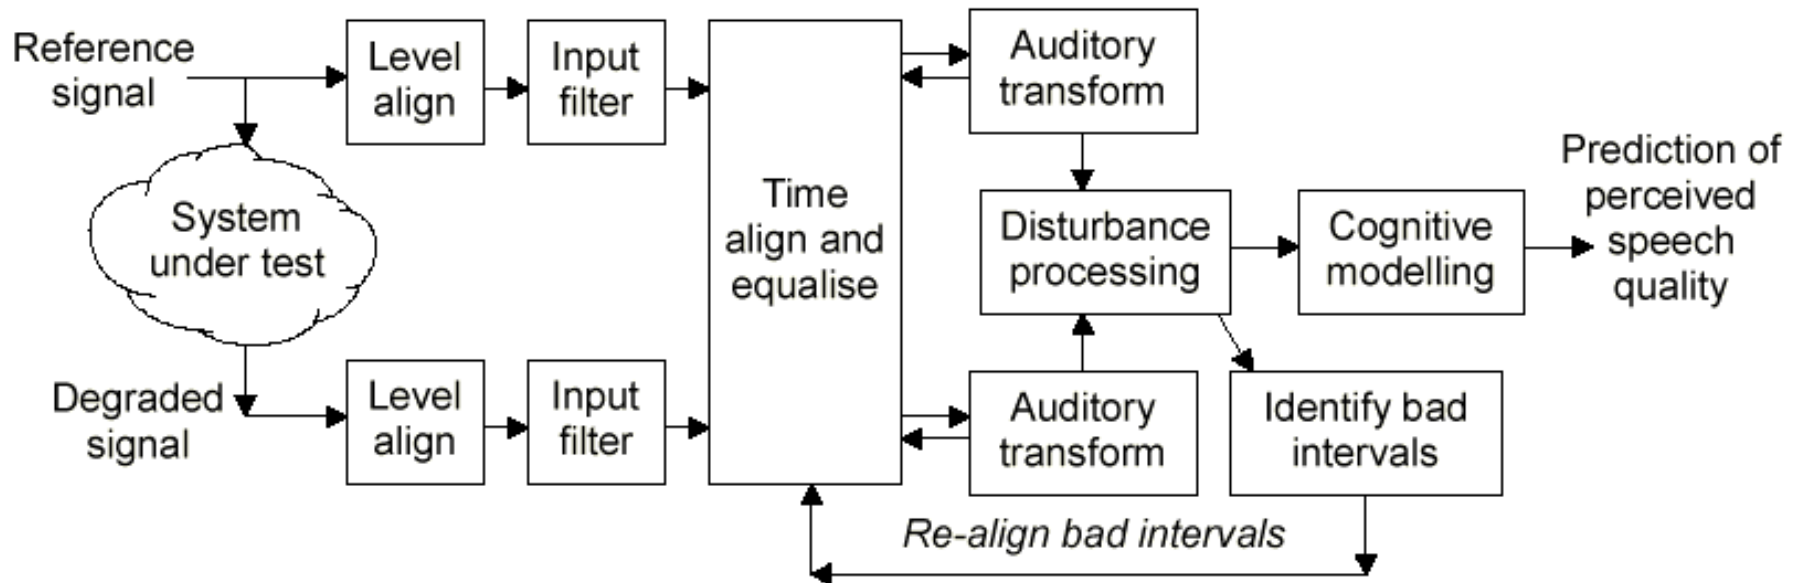 Reference
signal
Level
align
Input
filter
Time
align and
equalise
Auditory
transform
System
under test
Disturbance
processing
Cognitive
modelling
Prediction of
perceived
speech
quality
Degraded
signal
Level
align
Input
filter
Auditory
transform
Identify bad
intervals
Re-align bad intervals